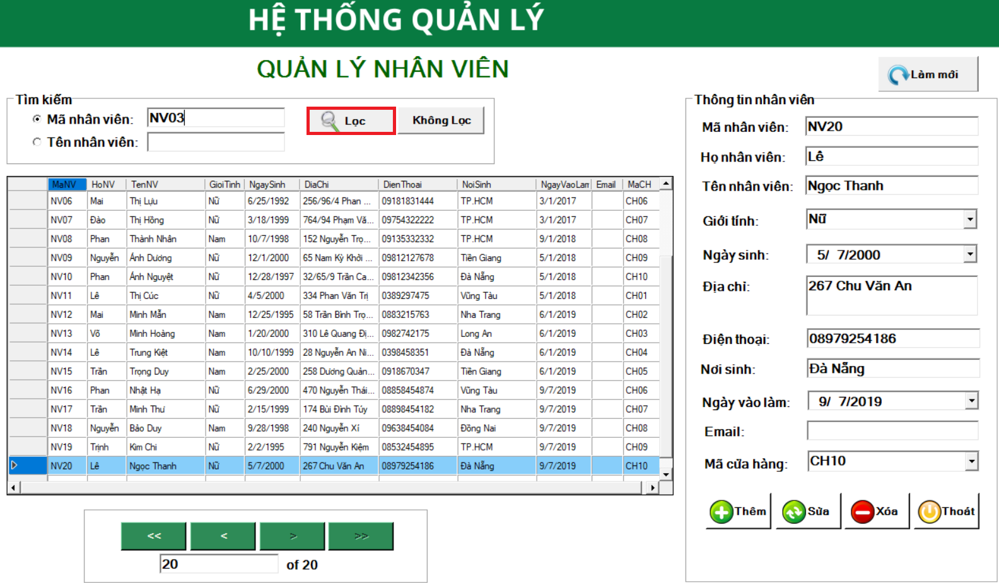 HỆ THỐNG QUẢN LÝ
QUẢN LÝ NHÂN VIÊN
Làm mới
Tìm kiếm
Mã nhân viên: NV03
Tên nhân viên:
Lọc
Không Lọc
MaNV HoNV TenNV GioiTinh NgaySinh DiaChi DienThoai NoiSinh NgayVaoLam Email MaCH
NV06 Mai Thị Lựu Nữ 6/25/1992 256/96/4 Phan ... 09181831444 TP.HCM 3/1/2017 CH06
NV07 Đào Thị Hồng Nữ 3/18/1999 764/94 Phạm Vă... 09754322222 TP.HCM 3/1/2017 CH07
NV08 Phan Thành Nhân Nam 10/7/1998 152 Nguyễn Trọ... 09135332332 TP.HCM 9/1/2018 CH08
NV09 Nguyễn Ánh Dương Nữ 12/1/2000 65 Nam Kỳ Khởi ... 09812127678 Tiền Giang 5/1/2018 CH09
NV10 Phan Ánh Nguyệt Nữ 12/28/1997 32/65/9 Trần Ca... 09812342356 Đà Nẵng 5/1/2018 CH10
NV11 Lê Thị Cúc Nữ 4/5/2000 334 Phan Văn Trị 0389297475 Vũng Tàu 5/1/2018 CH01
NV12 Mai Minh Mẫn Nam 12/25/1995 58 Trần Bình Trọ... 0883215763 Nha Trang 6/1/2019 CH02
NV13 Võ Minh Hoàng Nam 1/20/2000 310 Lê Quang Đị... 0982742175 Long An 6/1/2019 CH03
NV14 Lê Trung Kiệt Nam 10/10/1999 28 Nguyễn An Ni... 0398458351 Đà Nẵng 6/1/2019 CH04
NV15 Trần Trọng Duy Nam 2/25/2000 258 Dương Quản... 0918670347 Tiền Giang 6/1/2019 CH05
NV16 Phan Nhật Hạ Nữ 6/29/2000 470 Nguyễn Thái... 08858454874 Vũng Tàu 9/7/2019 CH06
NV17 Trần Minh Thư Nữ 2/15/1999 174 Bùi Đình Túy 08898454182 Nha Trang 9/7/2019 CH07
NV18 Nguyễn Bảo Duy Nam 9/28/1998 240 Nguyễn Xí 09638454084 Đồng Nai 9/7/2019 CH08
NV19 Trịnh Kim Chi Nữ 2/2/1995 791 Nguyễn Kiệm 08532454895 TP.HCM 9/7/2019 CH09
NV20 Lê Ngọc Thanh Nữ 5/7/2000 267 Chu Văn An 08979254186 Đà Nẵng 9/7/2019 CH10
<< < > >>
20 of 20
Thông tin nhân viên
Mã nhân viên: NV20
Họ nhân viên: Lê
Tên nhân viên: Ngọc Thanh
Giới tính: Nữ
Ngày sinh: 5/ 7/2000
Địa chỉ: 267 Chu Văn An
Điện thoại: 08979254186
Nơi sinh: Đà Nẵng
Ngày vào làm: 9/ 7/2019
Email:
Mã cửa hàng: CH10
Thêm Sửa Xóa Thoát